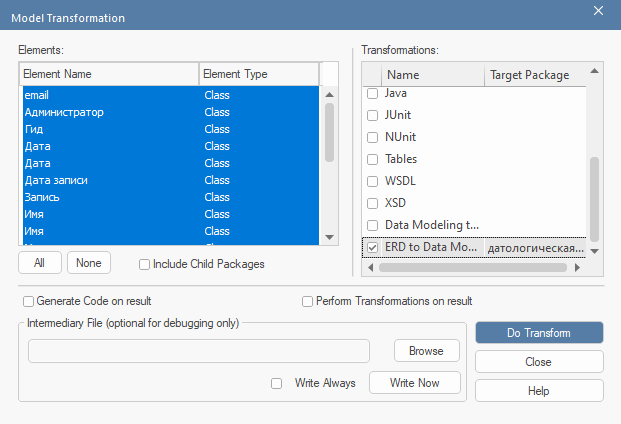 Model Transformation
Elements:
Element Name Element Type
email Class
Администратор Class
Гид Class
Дата Class
Дата Class
Дата записи Class
Запись Class
Имя Class
Имя Class
All None Include Child Packages
Transformations:
Name Target Package
Java
JUnit
NUnit
Tables
WSDL
XSD
Data Modeling t...
ERD to Data Mo... датологическая...
Generate Code on result Perform Transformations on result
Intermediary File (optional for debugging only)
Browse
Write Always Write Now
Do Transform
Close
Help